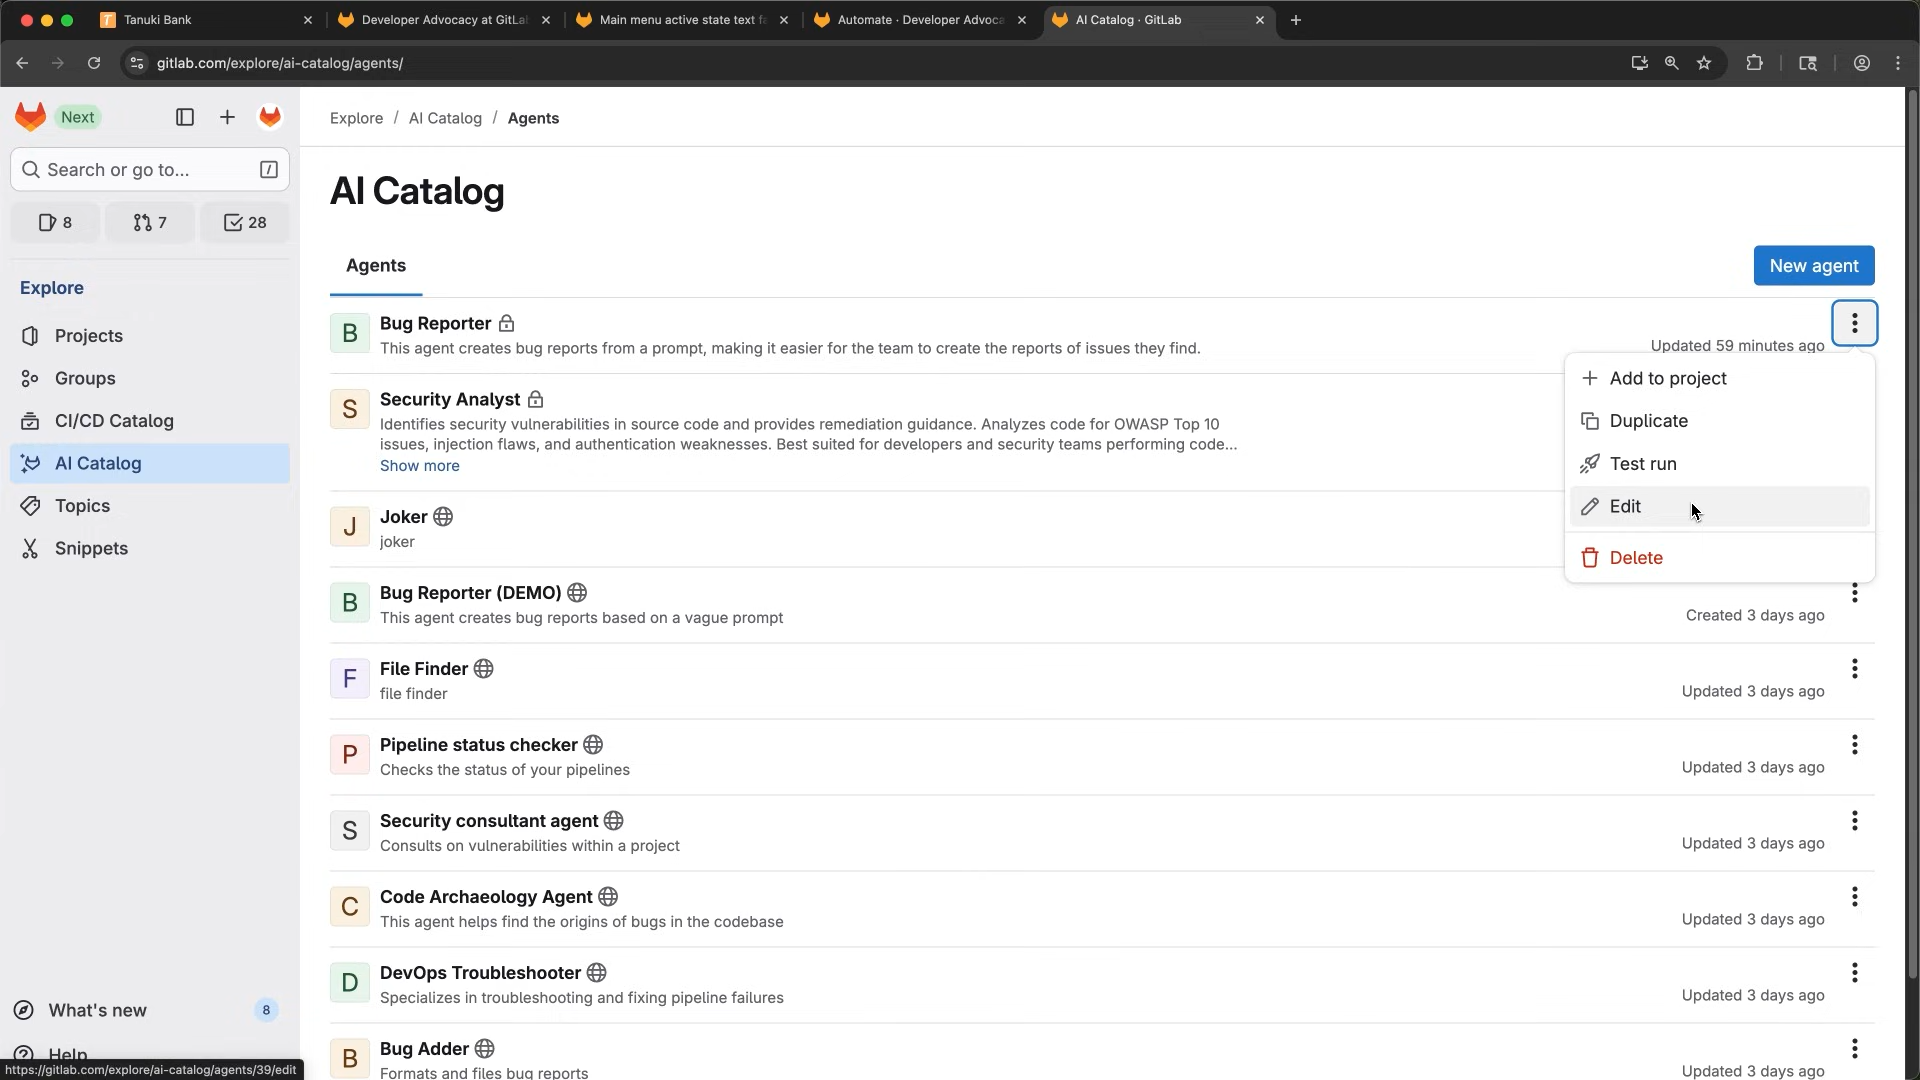 Tanuki Bank
Developer Advocacy at GitLa
Main menu active state text fa
Automate · Developer Advoca
AI Catalog · GitLab
gitlab.com/explore/ai-catalog/agents/
Next
Search or go to...
/
8
7
28
Explore
Projects
Groups
CI/CD Catalog
AI Catalog
Topics
Snippets
What's new
8
Help
https://gitlab.com/explore/ai-catalog/agents/39/edit
Explore / AI Catalog / Agents
AI Catalog
Agents
New agent
B
Bug Reporter
This agent creates bug reports from a prompt, making it easier for the team to create the reports of issues they find.
Updated 59 minutes ago
Add to project
Duplicate
Test run
Edit
Delete
S
Security Analyst
Identifies security vulnerabilities in source code and provides remediation guidance. Analyzes code for OWASP Top 10
issues, injection flaws, and authentication weaknesses. Best suited for developers and security teams performing code...
Show more
J
Joker
joker
B
Bug Reporter (DEMO)
This agent creates bug reports based on a vague prompt
Created 3 days ago
F
File Finder
file finder
Updated 3 days ago
P
Pipeline status checker
Checks the status of your pipelines
Updated 3 days ago
S
Security consultant agent
Consults on vulnerabilities within a project
Updated 3 days ago
C
Code Archaeology Agent
This agent helps find the origins of bugs in the codebase
Updated 3 days ago
D
DevOps Troubleshooter
Specializes in troubleshooting and fixing pipeline failures
Updated 3 days ago
B
Bug Adder
Formats and files bug reports
Updated 3 days ago